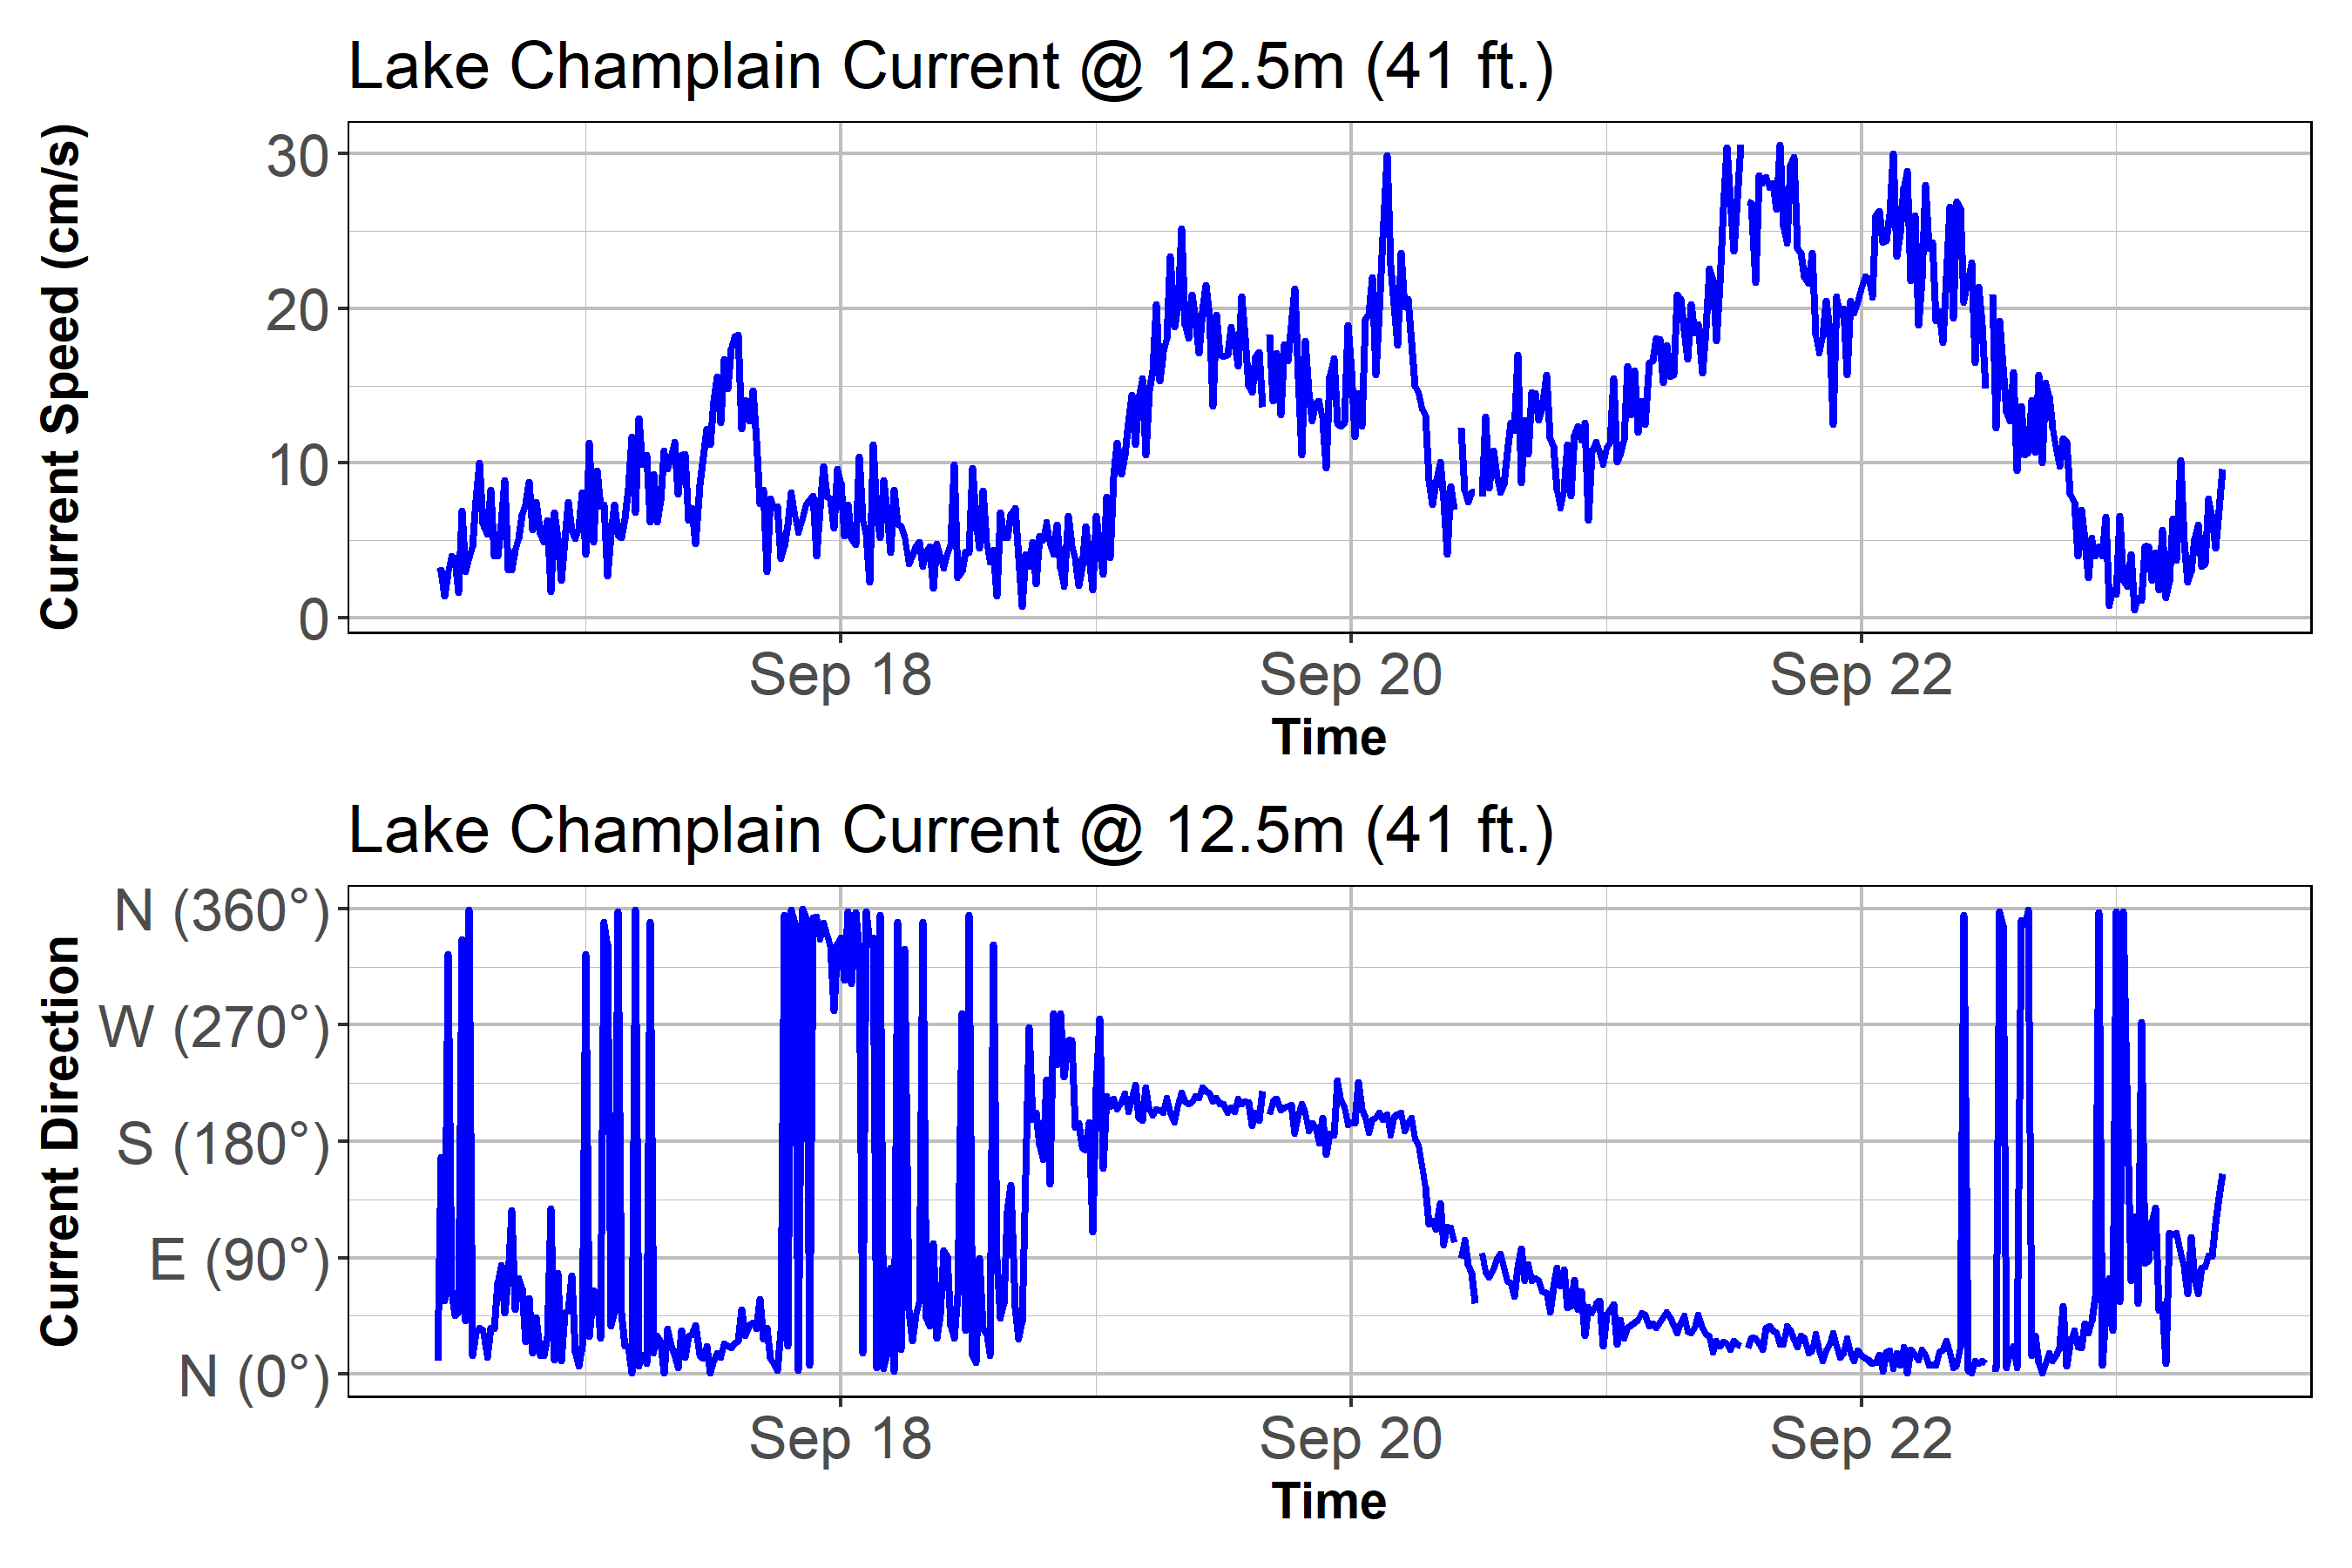 Lake Champlain Current @ 12.5m (41 ft.)
Current Speed (cm/s)
30
20
10
0
Sep 18 Sep 20 Sep 22
Time
Lake Champlain Current @ 12.5m (41 ft.)
Current Direction
N (360°)
W (270°)
S (180°)
E (90°)
N (0°)
Sep 18 Sep 20 Sep 22
Time